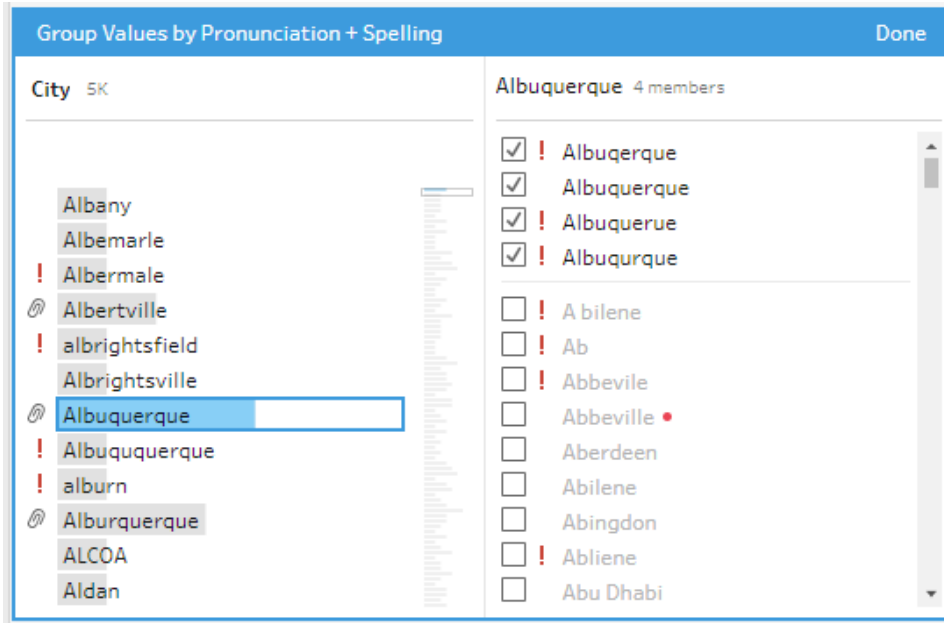 Group Values by Pronunciation + Spelling
Done
City 5K
Albany
Albemarle
! Albermale
Albertville
! albrightsfield
Albrightsville
Albuquerque
! Albuququerque
! alburn
Alburquerque
ALCOA
Aldan
Albuquerque 4 members
! Albuqerque
Albuquerque
! Albuquerue
! Albuqurque
! A bilene
! Ab
! Abbevile
Abbeville
Aberdeen
Abilene
Abingdon
! Abliene
Abu Dhabi